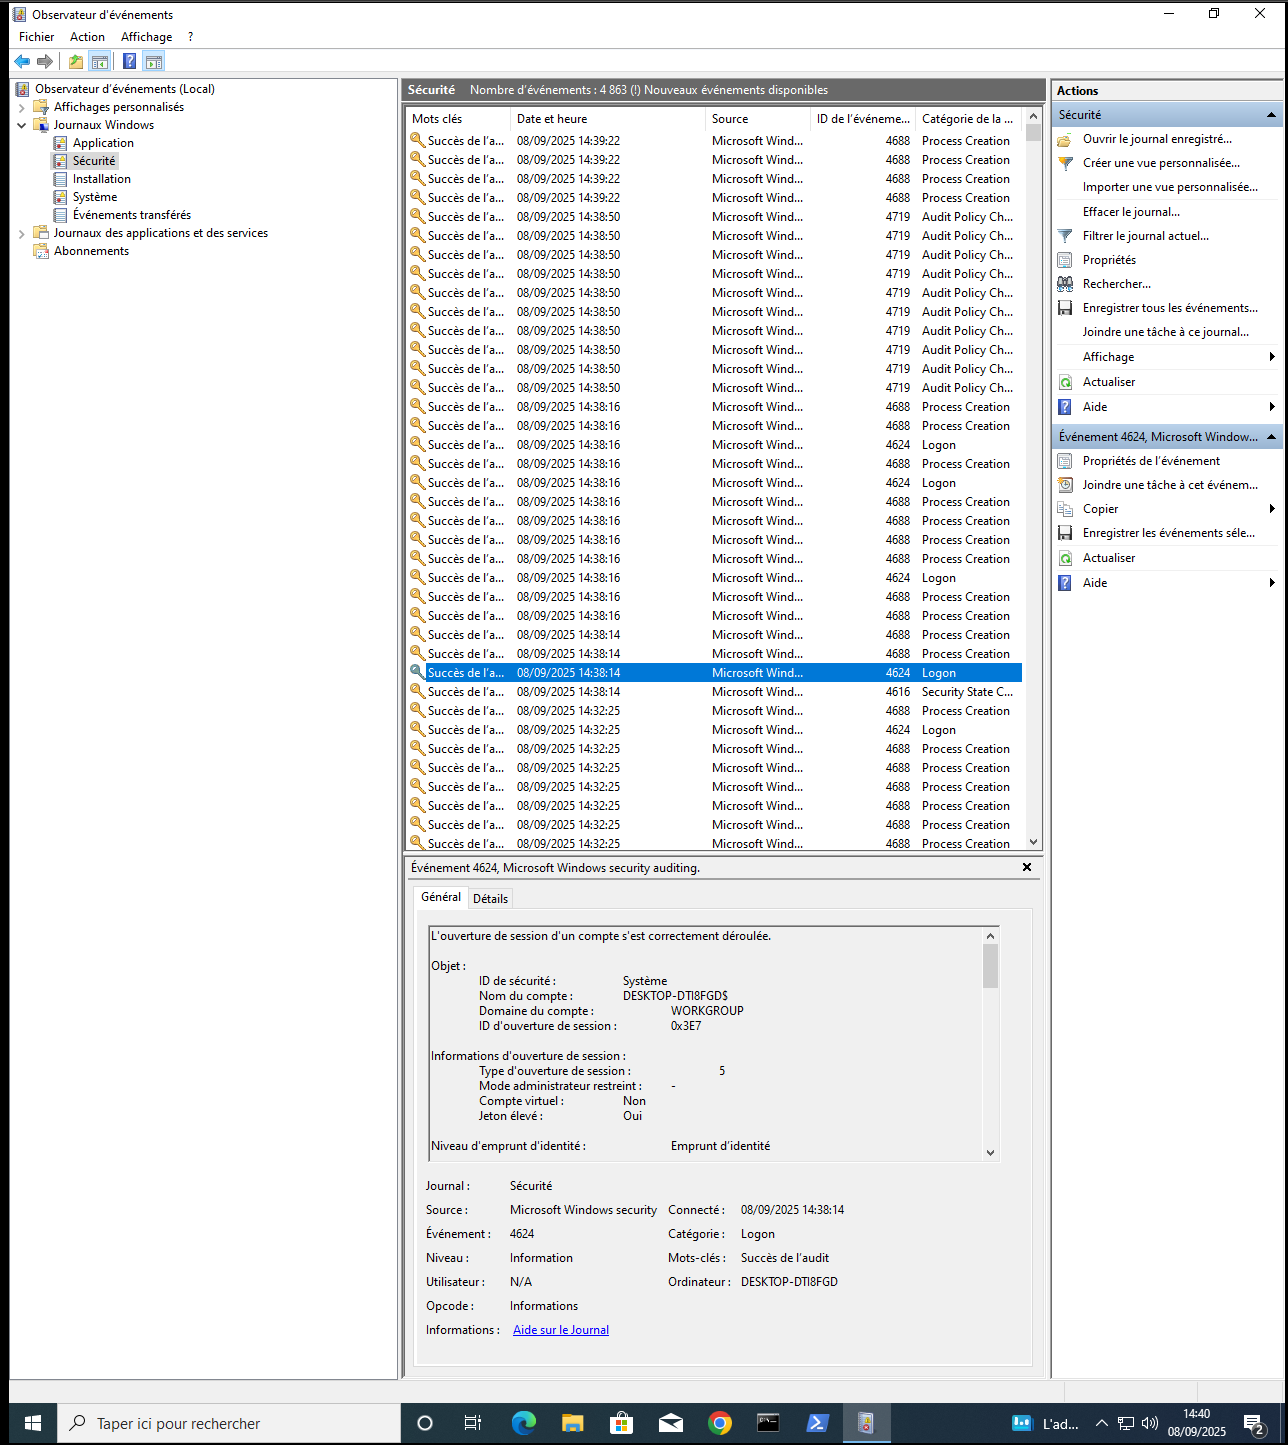 Observateur d'événements
Fichier Action Affichage ?
Observateur d'événements (Local)
Affichages personnalisés
Journaux Windows
Application
Sécurité
Installation
Système
Événements transférés
Journaux des applications et des services
Abonnements
Sécurité Nombre d'événements : 4 863 (!) Nouveaux événements disponibles
Mots clés Date et heure Source ID de l'événeme... Catégorie de la ...
Succès de l'a... 08/09/2025 14:39:22 Microsoft Wind... 4688 Process Creation
Succès de l'a... 08/09/2025 14:39:22 Microsoft Wind... 4688 Process Creation
Succès de l'a... 08/09/2025 14:39:22 Microsoft Wind... 4688 Process Creation
Succès de l'a... 08/09/2025 14:39:22 Microsoft Wind... 4688 Process Creation
Succès de l'a... 08/09/2025 14:38:50 Microsoft Wind... 4719 Audit Policy Ch...
Succès de l'a... 08/09/2025 14:38:50 Microsoft Wind... 4719 Audit Policy Ch...
Succès de l'a... 08/09/2025 14:38:50 Microsoft Wind... 4719 Audit Policy Ch...
Succès de l'a... 08/09/2025 14:38:50 Microsoft Wind... 4719 Audit Policy Ch...
Succès de l'a... 08/09/2025 14:38:50 Microsoft Wind... 4719 Audit Policy Ch...
Succès de l'a... 08/09/2025 14:38:50 Microsoft Wind... 4719 Audit Policy Ch...
Succès de l'a... 08/09/2025 14:38:50 Microsoft Wind... 4719 Audit Policy Ch...
Succès de l'a... 08/09/2025 14:38:50 Microsoft Wind... 4719 Audit Policy Ch...
Succès de l'a... 08/09/2025 14:38:50 Microsoft Wind... 4719 Audit Policy Ch...
Succès de l'a... 08/09/2025 14:38:50 Microsoft Wind... 4719 Audit Policy Ch...
Succès de l'a... 08/09/2025 14:38:16 Microsoft Wind... 4688 Process Creation
Succès de l'a... 08/09/2025 14:38:16 Microsoft Wind... 4688 Process Creation
Succès de l'a... 08/09/2025 14:38:16 Microsoft Wind... 4624 Logon
Succès de l'a... 08/09/2025 14:38:16 Microsoft Wind... 4688 Process Creation
Succès de l'a... 08/09/2025 14:38:16 Microsoft Wind... 4624 Logon
Succès de l'a... 08/09/2025 14:38:16 Microsoft Wind... 4688 Process Creation
Succès de l'a... 08/09/2025 14:38:16 Microsoft Wind... 4688 Process Creation
Succès de l'a... 08/09/2025 14:38:16 Microsoft Wind... 4688 Process Creation
Succès de l'a... 08/09/2025 14:38:16 Microsoft Wind... 4688 Process Creation
Succès de l'a... 08/09/2025 14:38:16 Microsoft Wind... 4624 Logon
Succès de l'a... 08/09/2025 14:38:16 Microsoft Wind... 4688 Process Creation
Succès de l'a... 08/09/2025 14:38:16 Microsoft Wind... 4688 Process Creation
Succès de l'a... 08/09/2025 14:38:14 Microsoft Wind... 4688 Process Creation
Succès de l'a... 08/09/2025 14:38:14 Microsoft Wind... 4688 Process Creation
Succès de l'a... 08/09/2025 14:38:14 Microsoft Wind... 4624 Logon
Succès de l'a... 08/09/2025 14:38:14 Microsoft Wind... 4616 Security State C...
Succès de l'a... 08/09/2025 14:32:25 Microsoft Wind... 4688 Process Creation
Succès de l'a... 08/09/2025 14:32:25 Microsoft Wind... 4624 Logon
Succès de l'a... 08/09/2025 14:32:25 Microsoft Wind... 4688 Process Creation
Succès de l'a... 08/09/2025 14:32:25 Microsoft Wind... 4688 Process Creation
Succès de l'a... 08/09/2025 14:32:25 Microsoft Wind... 4688 Process Creation
Succès de l'a... 08/09/2025 14:32:25 Microsoft Wind... 4688 Process Creation
Succès de l'a... 08/09/2025 14:32:25 Microsoft Wind... 4688 Process Creation
Succès de l'a... 08/09/2025 14:32:25 Microsoft Wind... 4688 Process Creation
Événement 4624, Microsoft Windows security auditing.
Général Détails
L'ouverture de session d'un compte s'est correctement déroulée.
Objet :
ID de sécurité : Système
Nom du compte : DESKTOP-DTI8FGD$
Domaine du compte : WORKGROUP
ID d'ouverture de session : 0x3E7
Informations d'ouverture de session :
Type d'ouverture de session : 5
Mode administrateur restreint : -
Compte virtuel : Non
Jeton élevé : Oui
Niveau d'emprunt d'identité : Emprunt d'identité
Journal : Sécurité
Source : Microsoft Windows security Connecté : 08/09/2025 14:38:14
Événement : 4624 Catégorie : Logon
Niveau : Information Mots-clés : Succès de l'audit
Utilisateur : N/A Ordinateur : DESKTOP-DTI8FGD
Opcode : Informations
Informations : Aide sur le Journal
Actions
Sécurité
Ouvrir le journal enregistré...
Créer une vue personnalisée...
Importer une vue personnalisée...
Effacer le journal...
Filtrer le journal actuel...
Propriétés
Rechercher...
Enregistrer tous les événements...
Joindre une tâche à ce journal...
Affichage
Actualiser
Aide
Événement 4624, Microsoft Window...
Propriétés de l'événement
Joindre une tâche à cet événem...
Copier
Enregistrer les événements séle...
Actualiser
Aide
Taper ici pour rechercher
L'ad...
14:40
08/09/2025
2